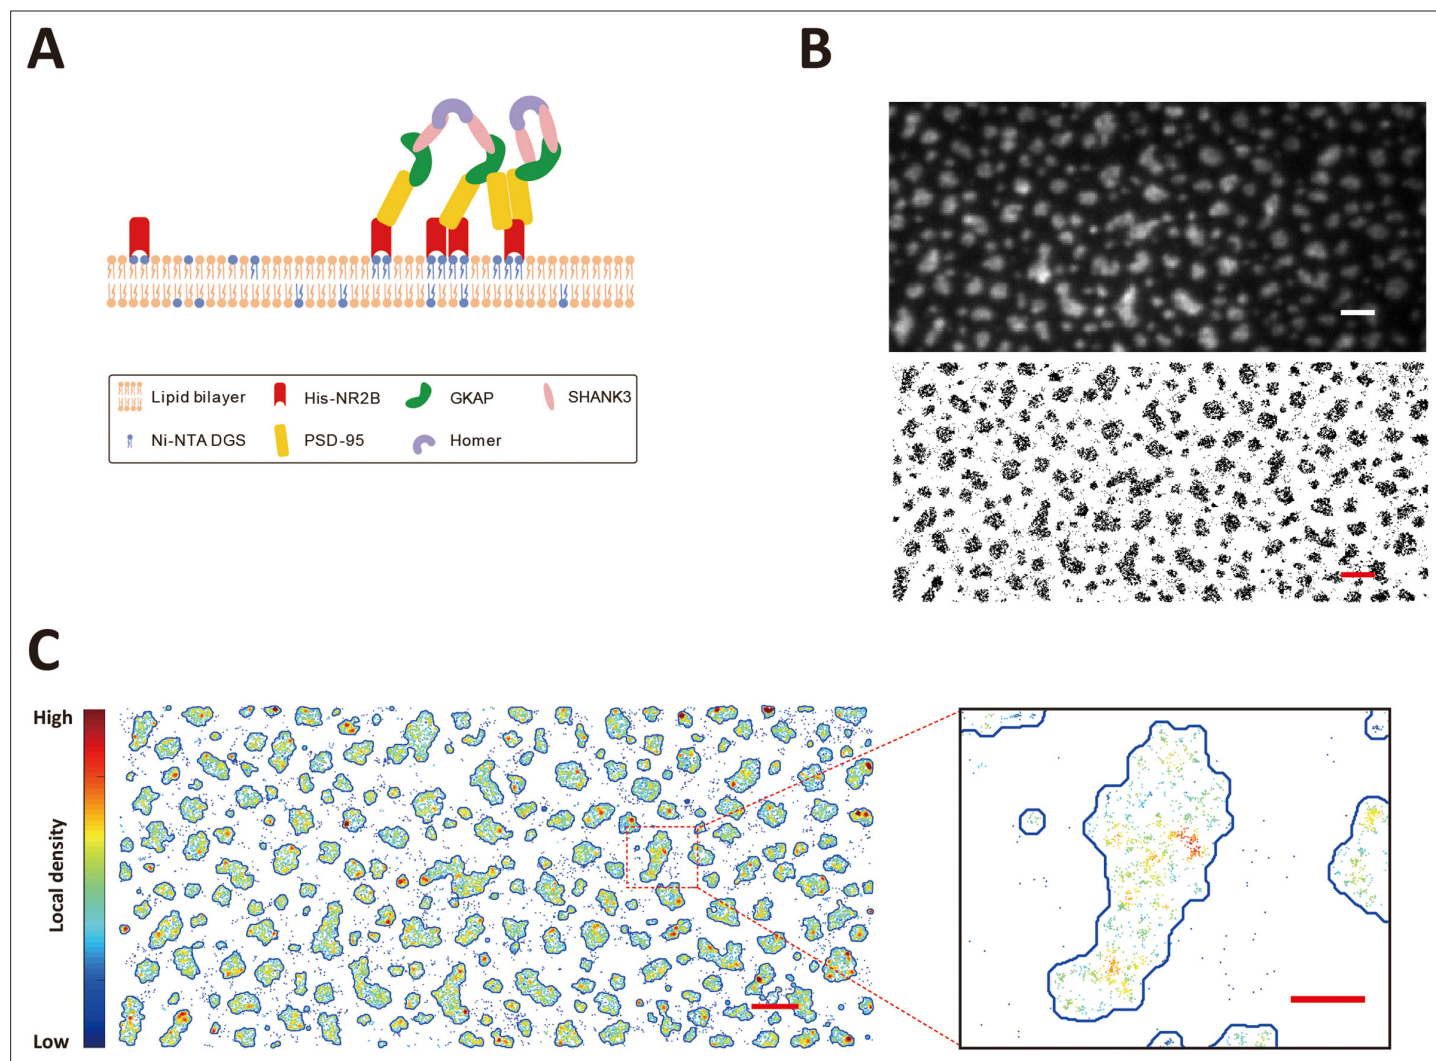 A
B
Lipid bilayer
His-NR2B
GKAP
SHANK3
Ni-NTA DGS
PSD-95
Homer
C
High
Local density
Low